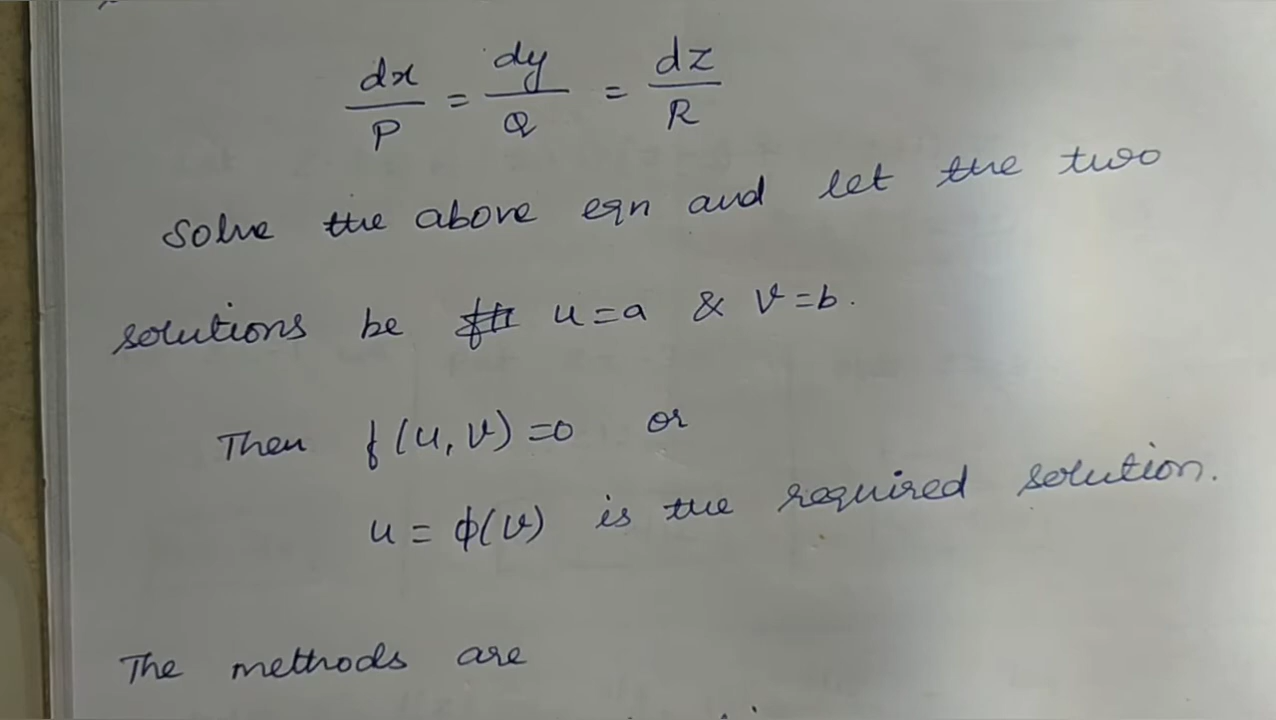 dx/P = dy/Q = dz/R
Solve the above eqn and let the two
solutions be u=a & v=b.
Then f(u,v)=0 or
u = ϕ(v) is the required solution.
The methods are